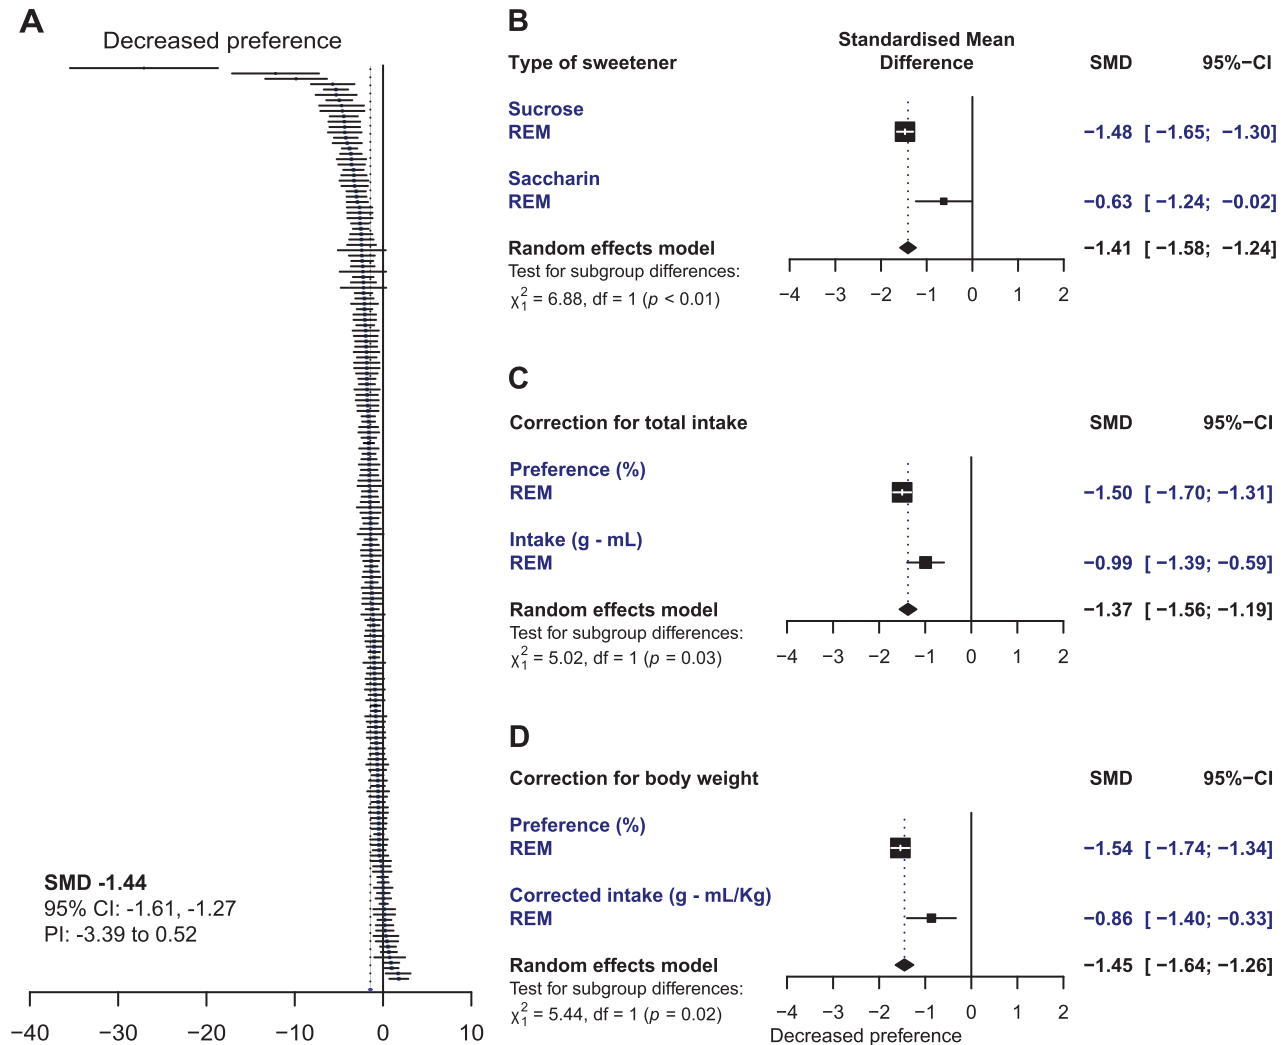 A
Decreased preference
SMD -1.44
95% CI: -1.61, -1.27
PI: -3.39 to 0.52
−40 −30 −20 −10 0 10
B
Standardised Mean
Type of sweetener Difference SMD 95%−CI
Sucrose
REM −1.48 [ −1.65; −1.30]
Saccharin
REM −0.63 [ −1.24; −0.02]
Random effects model −1.41 [ −1.58; −1.24]
Test for subgroup differences:
χ₁² = 6.88, df = 1 (p < 0.01)
−4 −3 −2 −1 0 1 2
C
Correction for total intake SMD 95%−CI
Preference (%)
REM −1.50 [ −1.70; −1.31]
Intake (g - mL)
REM −0.99 [ −1.39; −0.59]
Random effects model −1.37 [ −1.56; −1.19]
Test for subgroup differences:
χ₁² = 5.02, df = 1 (p = 0.03)
−4 −3 −2 −1 0 1 2
D
Correction for body weight SMD 95%−CI
Preference (%)
REM −1.54 [ −1.74; −1.34]
Corrected intake (g - mL/Kg)
REM −0.86 [ −1.40; −0.33]
Random effects model −1.45 [ −1.64; −1.26]
Test for subgroup differences:
χ₁² = 5.44, df = 1 (p = 0.02)
−4 −3 −2 −1 0 1 2
Decreased preference